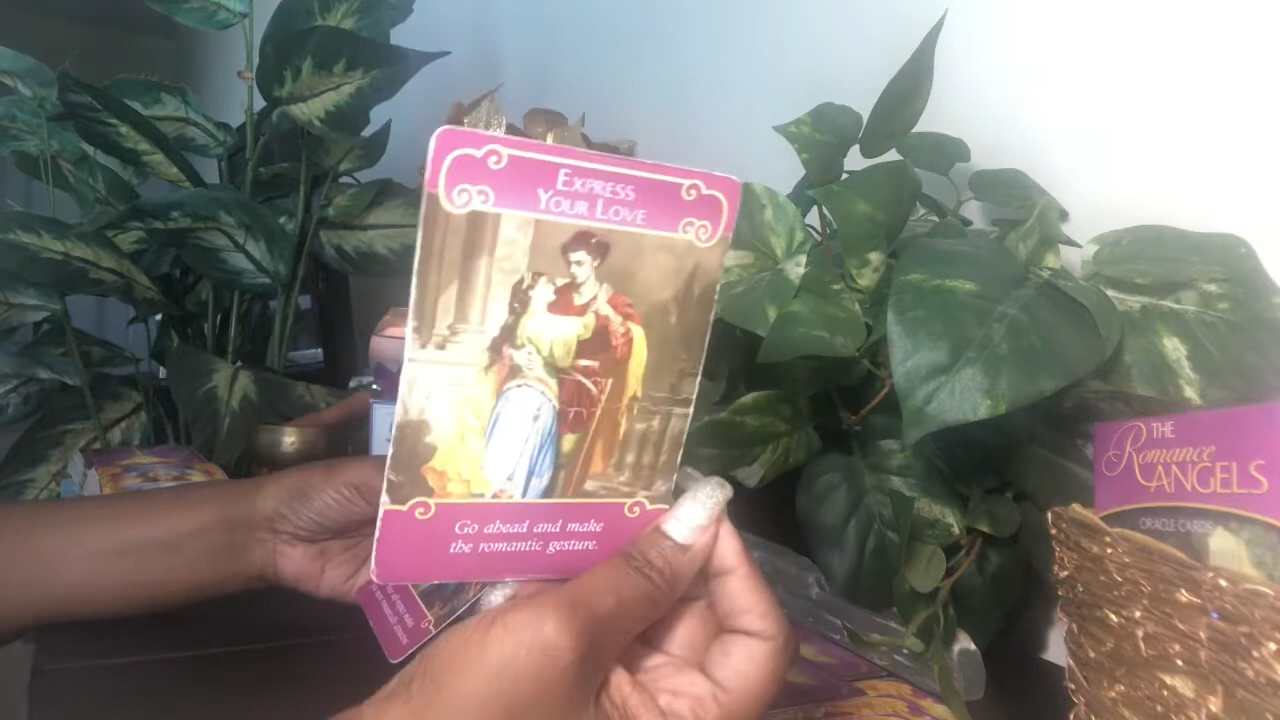 EXPRESS
YOUR LOVE
Go ahead and make
the romantic gesture.
THE
Romance
ANGELS
ORACLE CARDS